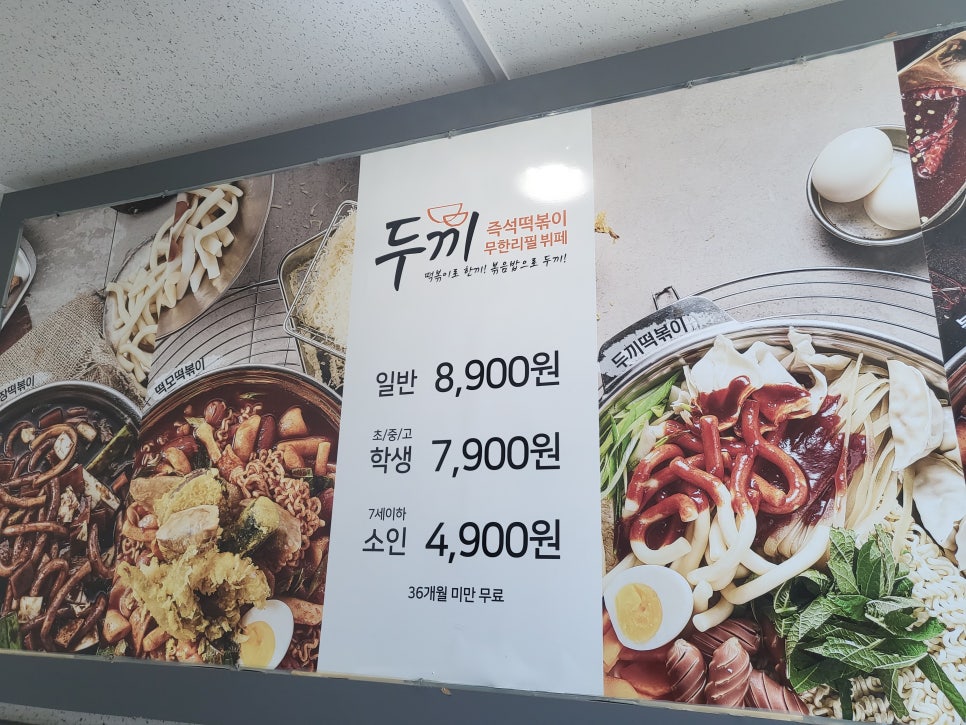 두끼
즉석떡볶이
무한리필 뷔페
떡볶이로 한끼! 볶음밥으로 두끼!
일반 8,900원
초/중/고
학생 7,900원
7세이하
소인 4,900원
36개월 미만 무료
떡볶이
떡모떡볶이
두끼떡볶이